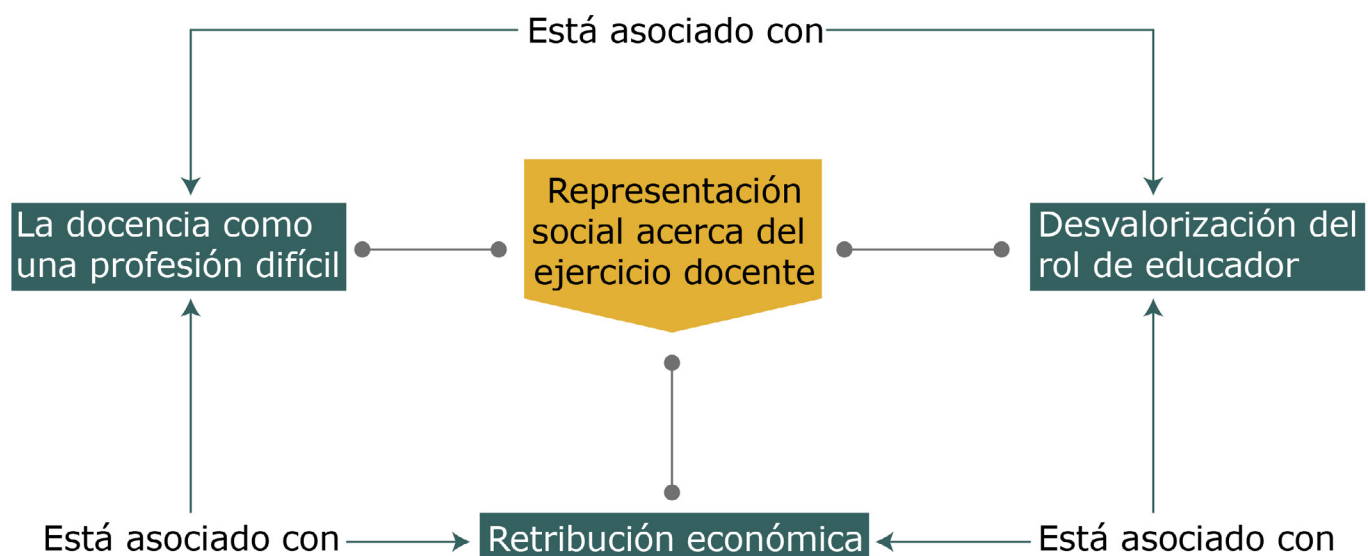 Está asociado con
Representación
social acerca del
ejercicio docente
La docencia como
una profesión difícil
Desvalorización del
rol de educador
Está asociado con
Retribución económica
Está asociado con